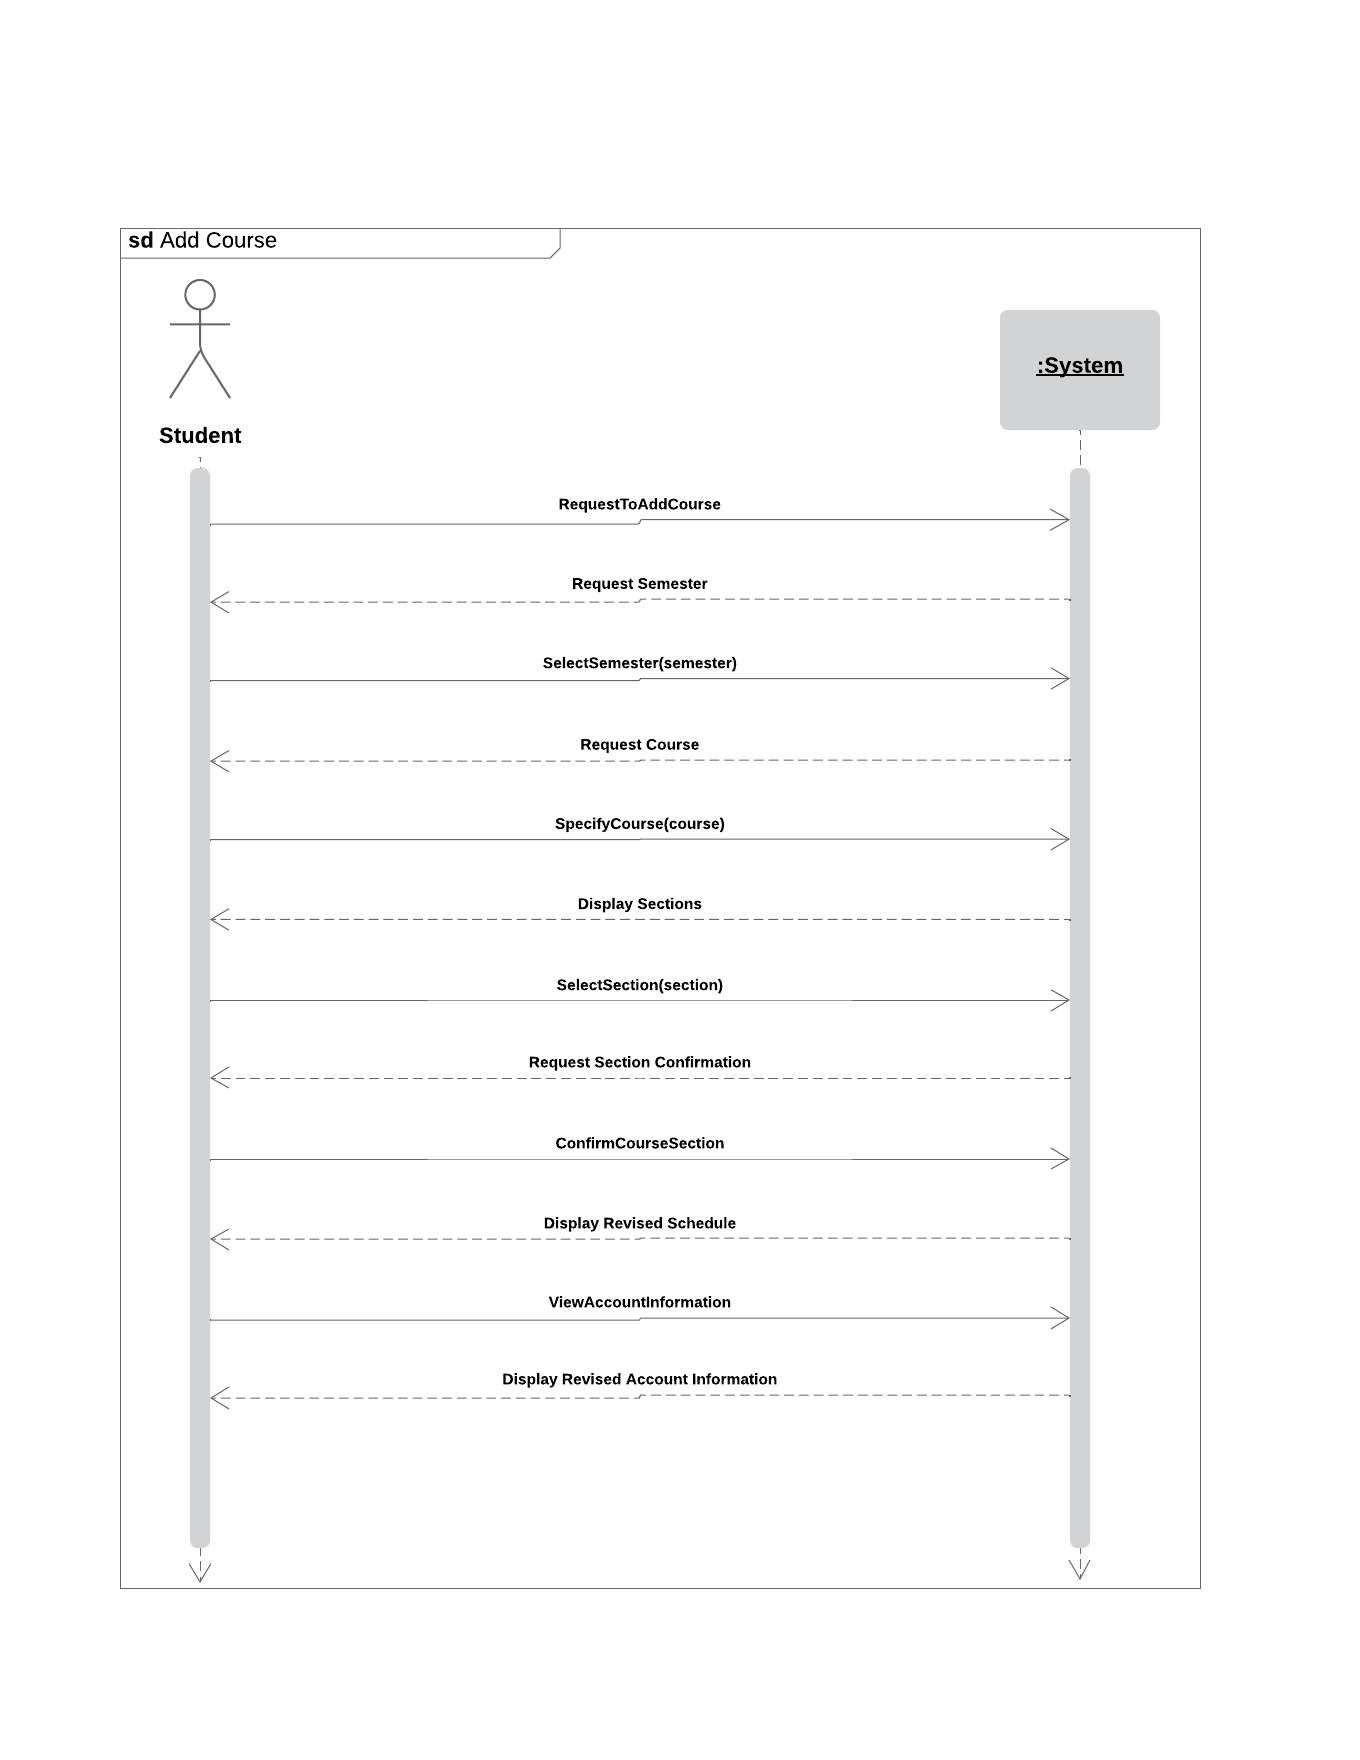 sd Add Course
:System
Student
RequestToAddCourse
Request Semester
SelectSemester(semester)
Request Course
SpecifyCourse(course)
Display Sections
SelectSection(section)
Request Section Confirmation
ConfirmCourseSection
Display Revised Schedule
ViewAccountInformation
Display Revised Account Information